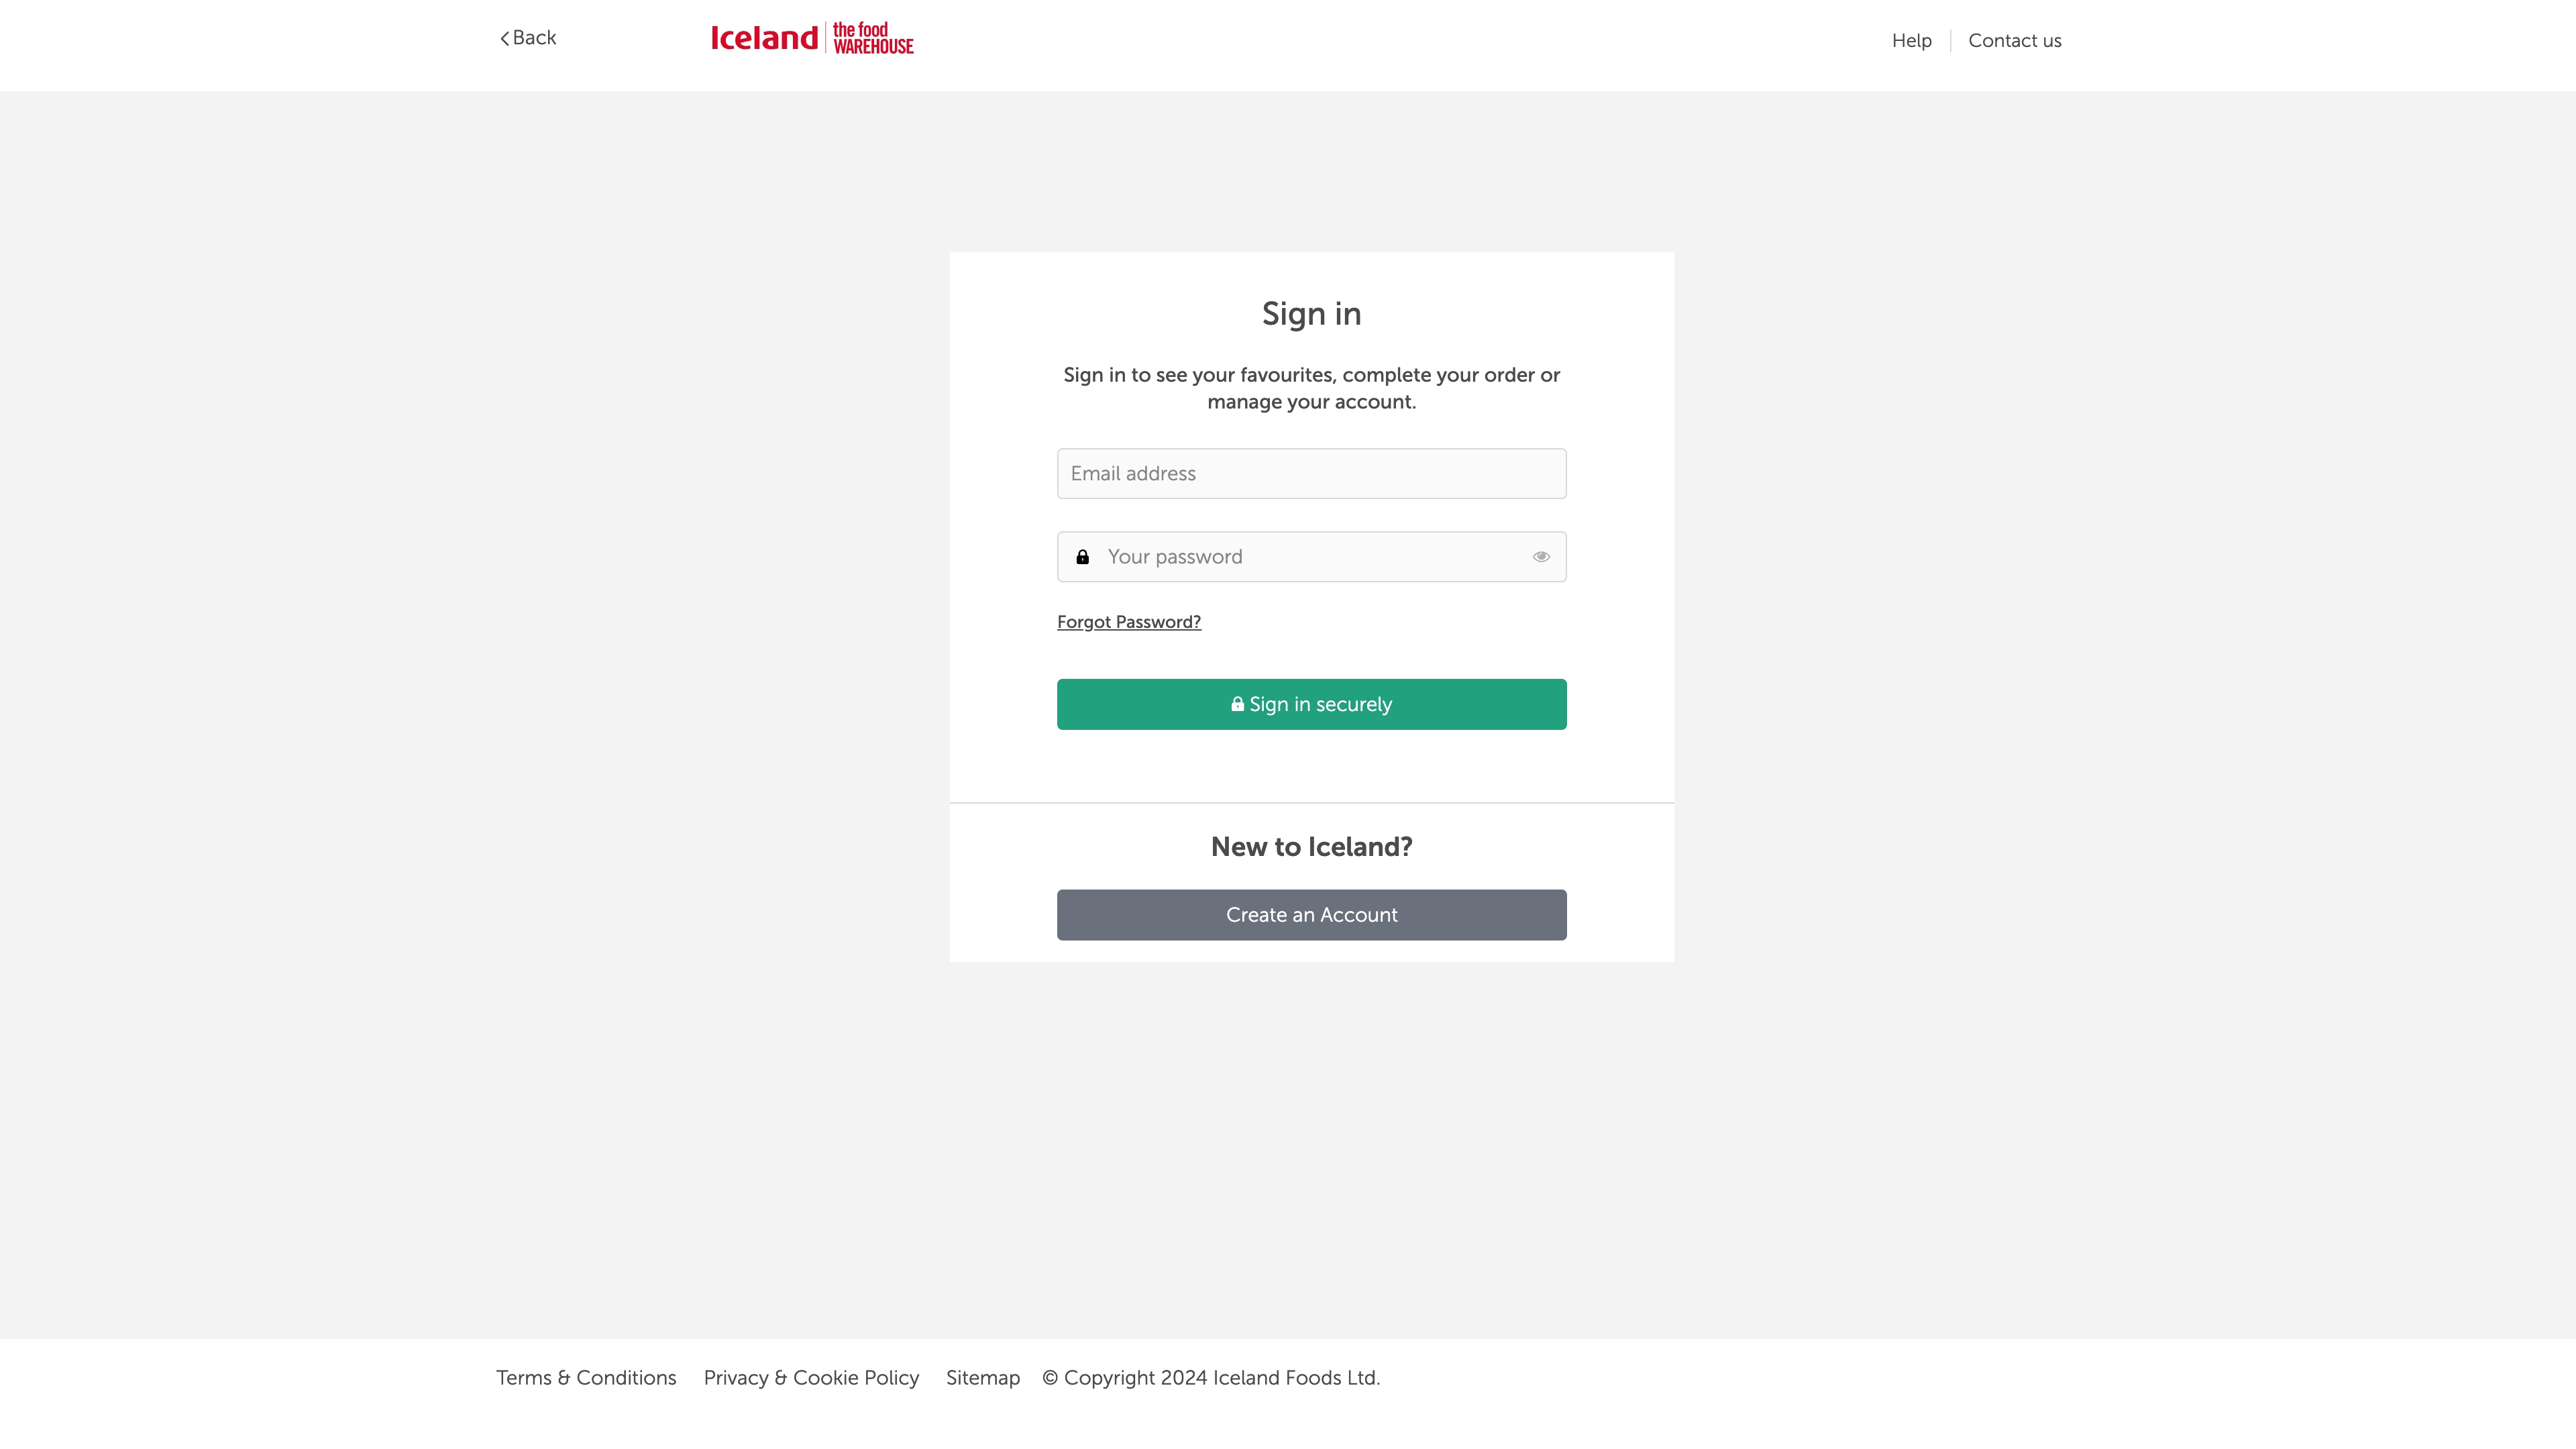 Back
Iceland
the food
WAREHOUSE
Help
Contact us
Sign in
Sign in to see your favourites, complete your order or
manage your account.
Email address
Your password
Forgot Password?
Sign in securely
New to Iceland?
Create an Account
Terms & Conditions Privacy & Cookie Policy Sitemap © Copyright 2024 Iceland Foods Ltd.